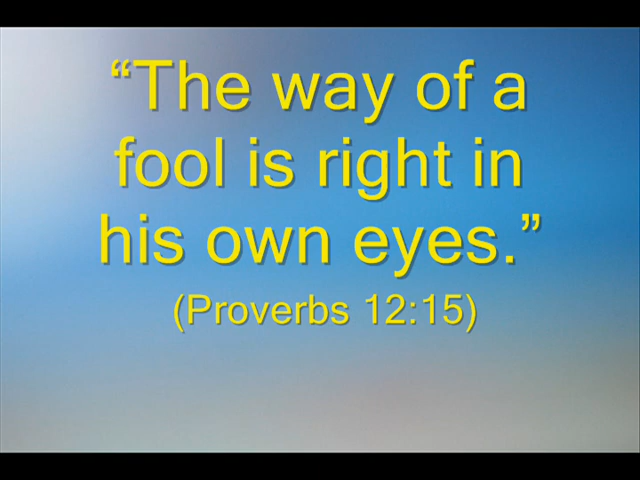 “The way of a
fool is right in
his own eyes.”
(Proverbs 12:15)